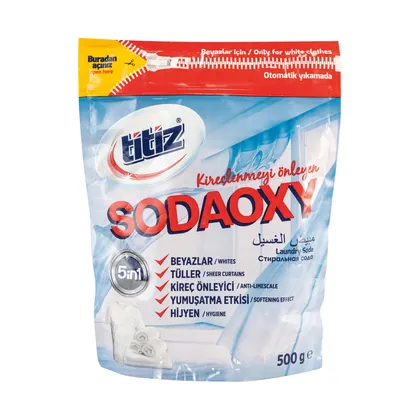 Buradan
açınız
open here
Beyazlar için / Only for white clothes
Otomatik yıkamada
titiz
Kireçlenmeyi önleyen
SODAOXY
مبيض الغسيل
Laundry Soda
Стиральная сода
5in1
BEYAZLAR / WHITES
TÜLLER / SHEER CURTAINS
KİREÇ ÖNLEYİCİ / ANTI-LIMESCALE
YUMUŞATMA ETKİSİ / SOFTENING EFFECT
HİJYEN / HYGIENE
500 g e